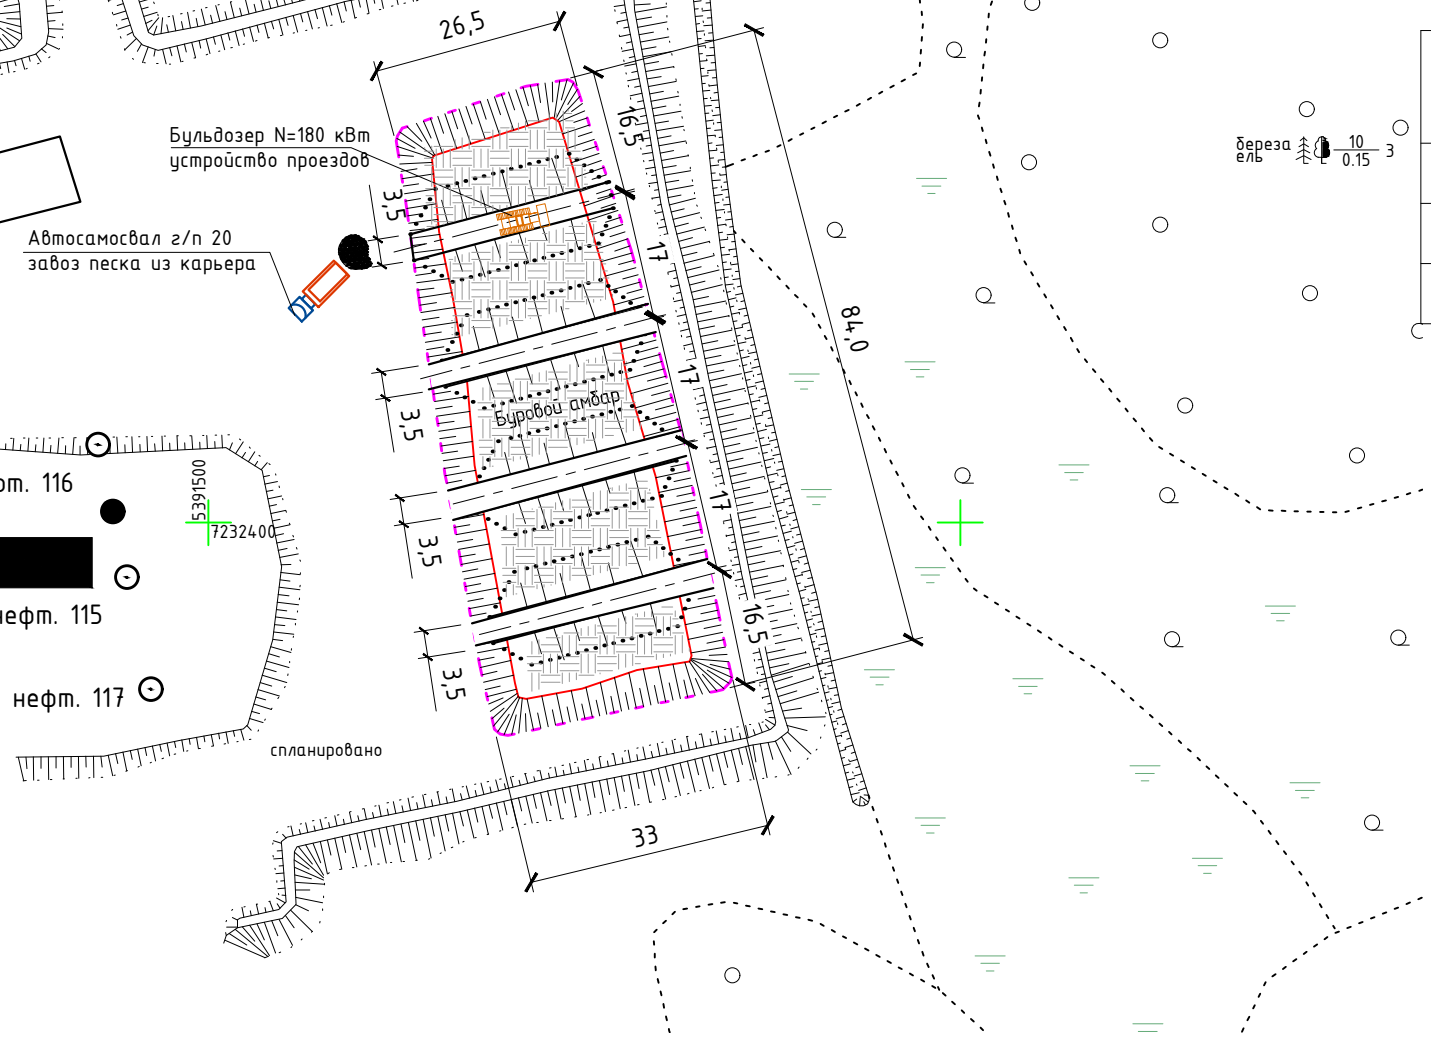 26,5
Бульдозер N=180 кВт
устройство проездов
16,5
береза
ель
10
0.15
3
3,5
Автосамосвал г/п 20
завоз песка из карьера
17
84,0
17
Буровой амбар
3,5
116
5391500
7232400
17
3,5
нефт. 115
16,5
3,5
нефт. 117
спланировано
33